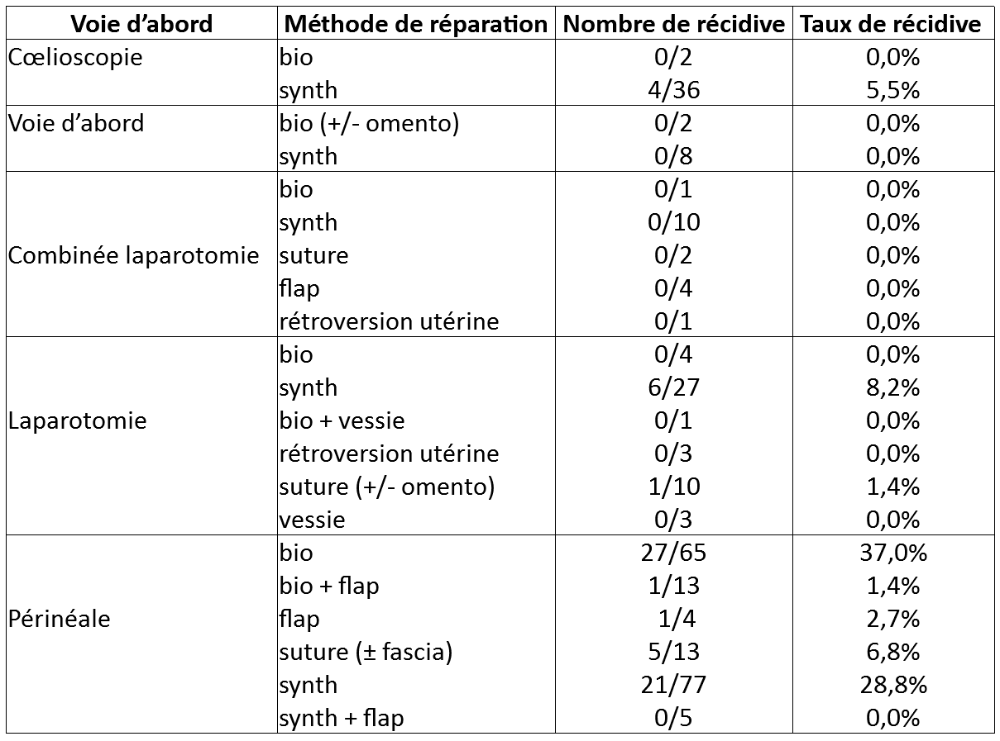 Voie d’abord Méthode de réparation Nombre de récidive Taux de récidive
Cœlioscopie bio 0/2 0,0%
synth 4/36 5,5%
Voie d’abord bio (+/- omento) 0/2 0,0%
synth 0/8 0,0%
bio 0/1 0,0%
synth 0/10 0,0%
Combinée laparotomie suture 0/2 0,0%
flap 0/4 0,0%
rétroversion utérine 0/1 0,0%
bio 0/4 0,0%
synth 6/27 8,2%
Laparotomie bio + vessie 0/1 0,0%
rétroversion utérine 0/3 0,0%
suture (+/- omento) 1/10 1,4%
vessie 0/3 0,0%
bio 27/65 37,0%
bio + flap 1/13 1,4%
Périnéale flap 1/4 2,7%
suture (± fascia) 5/13 6,8%
synth 21/77 28,8%
synth + flap 0/5 0,0%